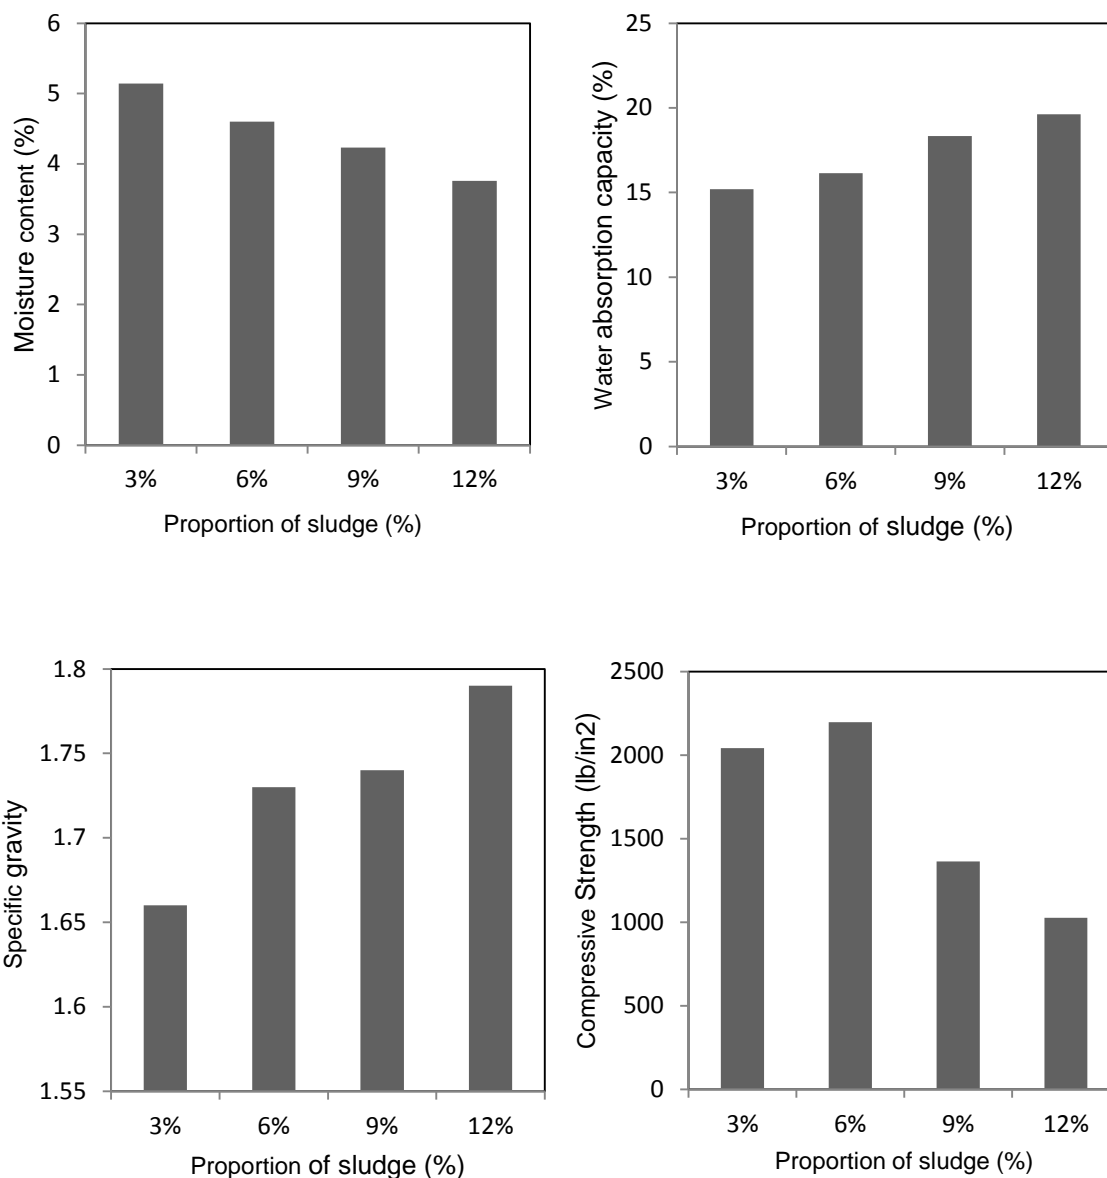 Moisture content (%)
6
5
4
3
2
1
0
3% 6% 9% 12%
Proportion of sludge (%)
Water absorption capacity (%)
25
20
15
10
5
0
3% 6% 9% 12%
Proportion of sludge (%)
Specific gravity
1.8
1.75
1.7
1.65
1.6
1.55
3% 6% 9% 12%
Proportion of sludge (%)
Compressive Strength (lb/in2)
2500
2000
1500
1000
500
0
3% 6% 9% 12%
Proportion of sludge (%)